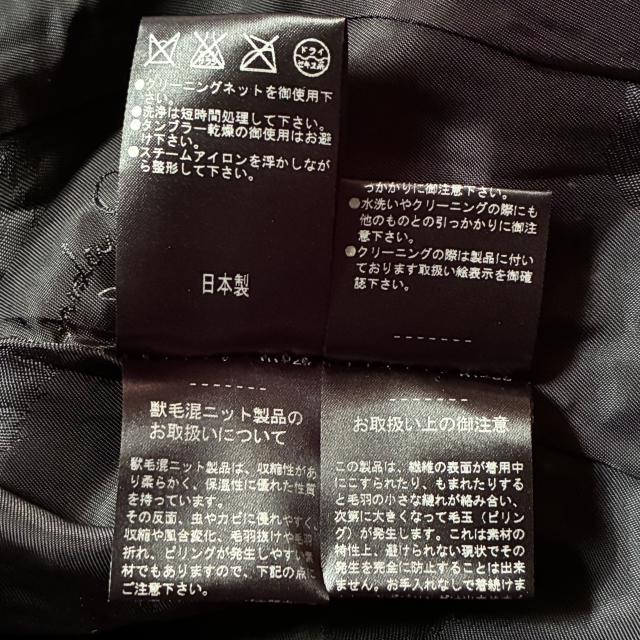 ドライ
セキユ系
●クリーニングネットを御使用下
さい。
●洗浄は短時間処理して下さい。
●タンブラー乾燥の御使用はお避
け下さい。
●スチームアイロンを浮かしなが
ら整形して下さい。
日本製
っかかりに御注意下さい。
●水洗いやクリーニングの際にも
他のものとの引っかかりに御注
意下さい。
●クリーニングの際は製品に付い
ております取扱い絵表示を御確
認下さい。
-------
-------
獣毛混ニット製品の
お取扱いについて
獣毛混ニット製品は、収縮性があ
り柔らかく、保温性に優れた性質
を持っています。
その反面、虫やカビに優れやすく、
収縮や風合変化、毛羽抜けや毛
折れ、ピリングが発生しやすい素
材でもありますので、下記の点に
ご注意下さい。
-------
お取扱い上の御注意
この製品は、繊維の表面が着用中
にこすられたり、もまれたりする
と毛羽の小さな縺れが絡み合い、
次第に大きくなって毛玉（ピリン
グ）が発生します。これは素材の
特性上、避けられない現状でその
発生を完全に防止することは出来
ません。お手入れなしで着続けま